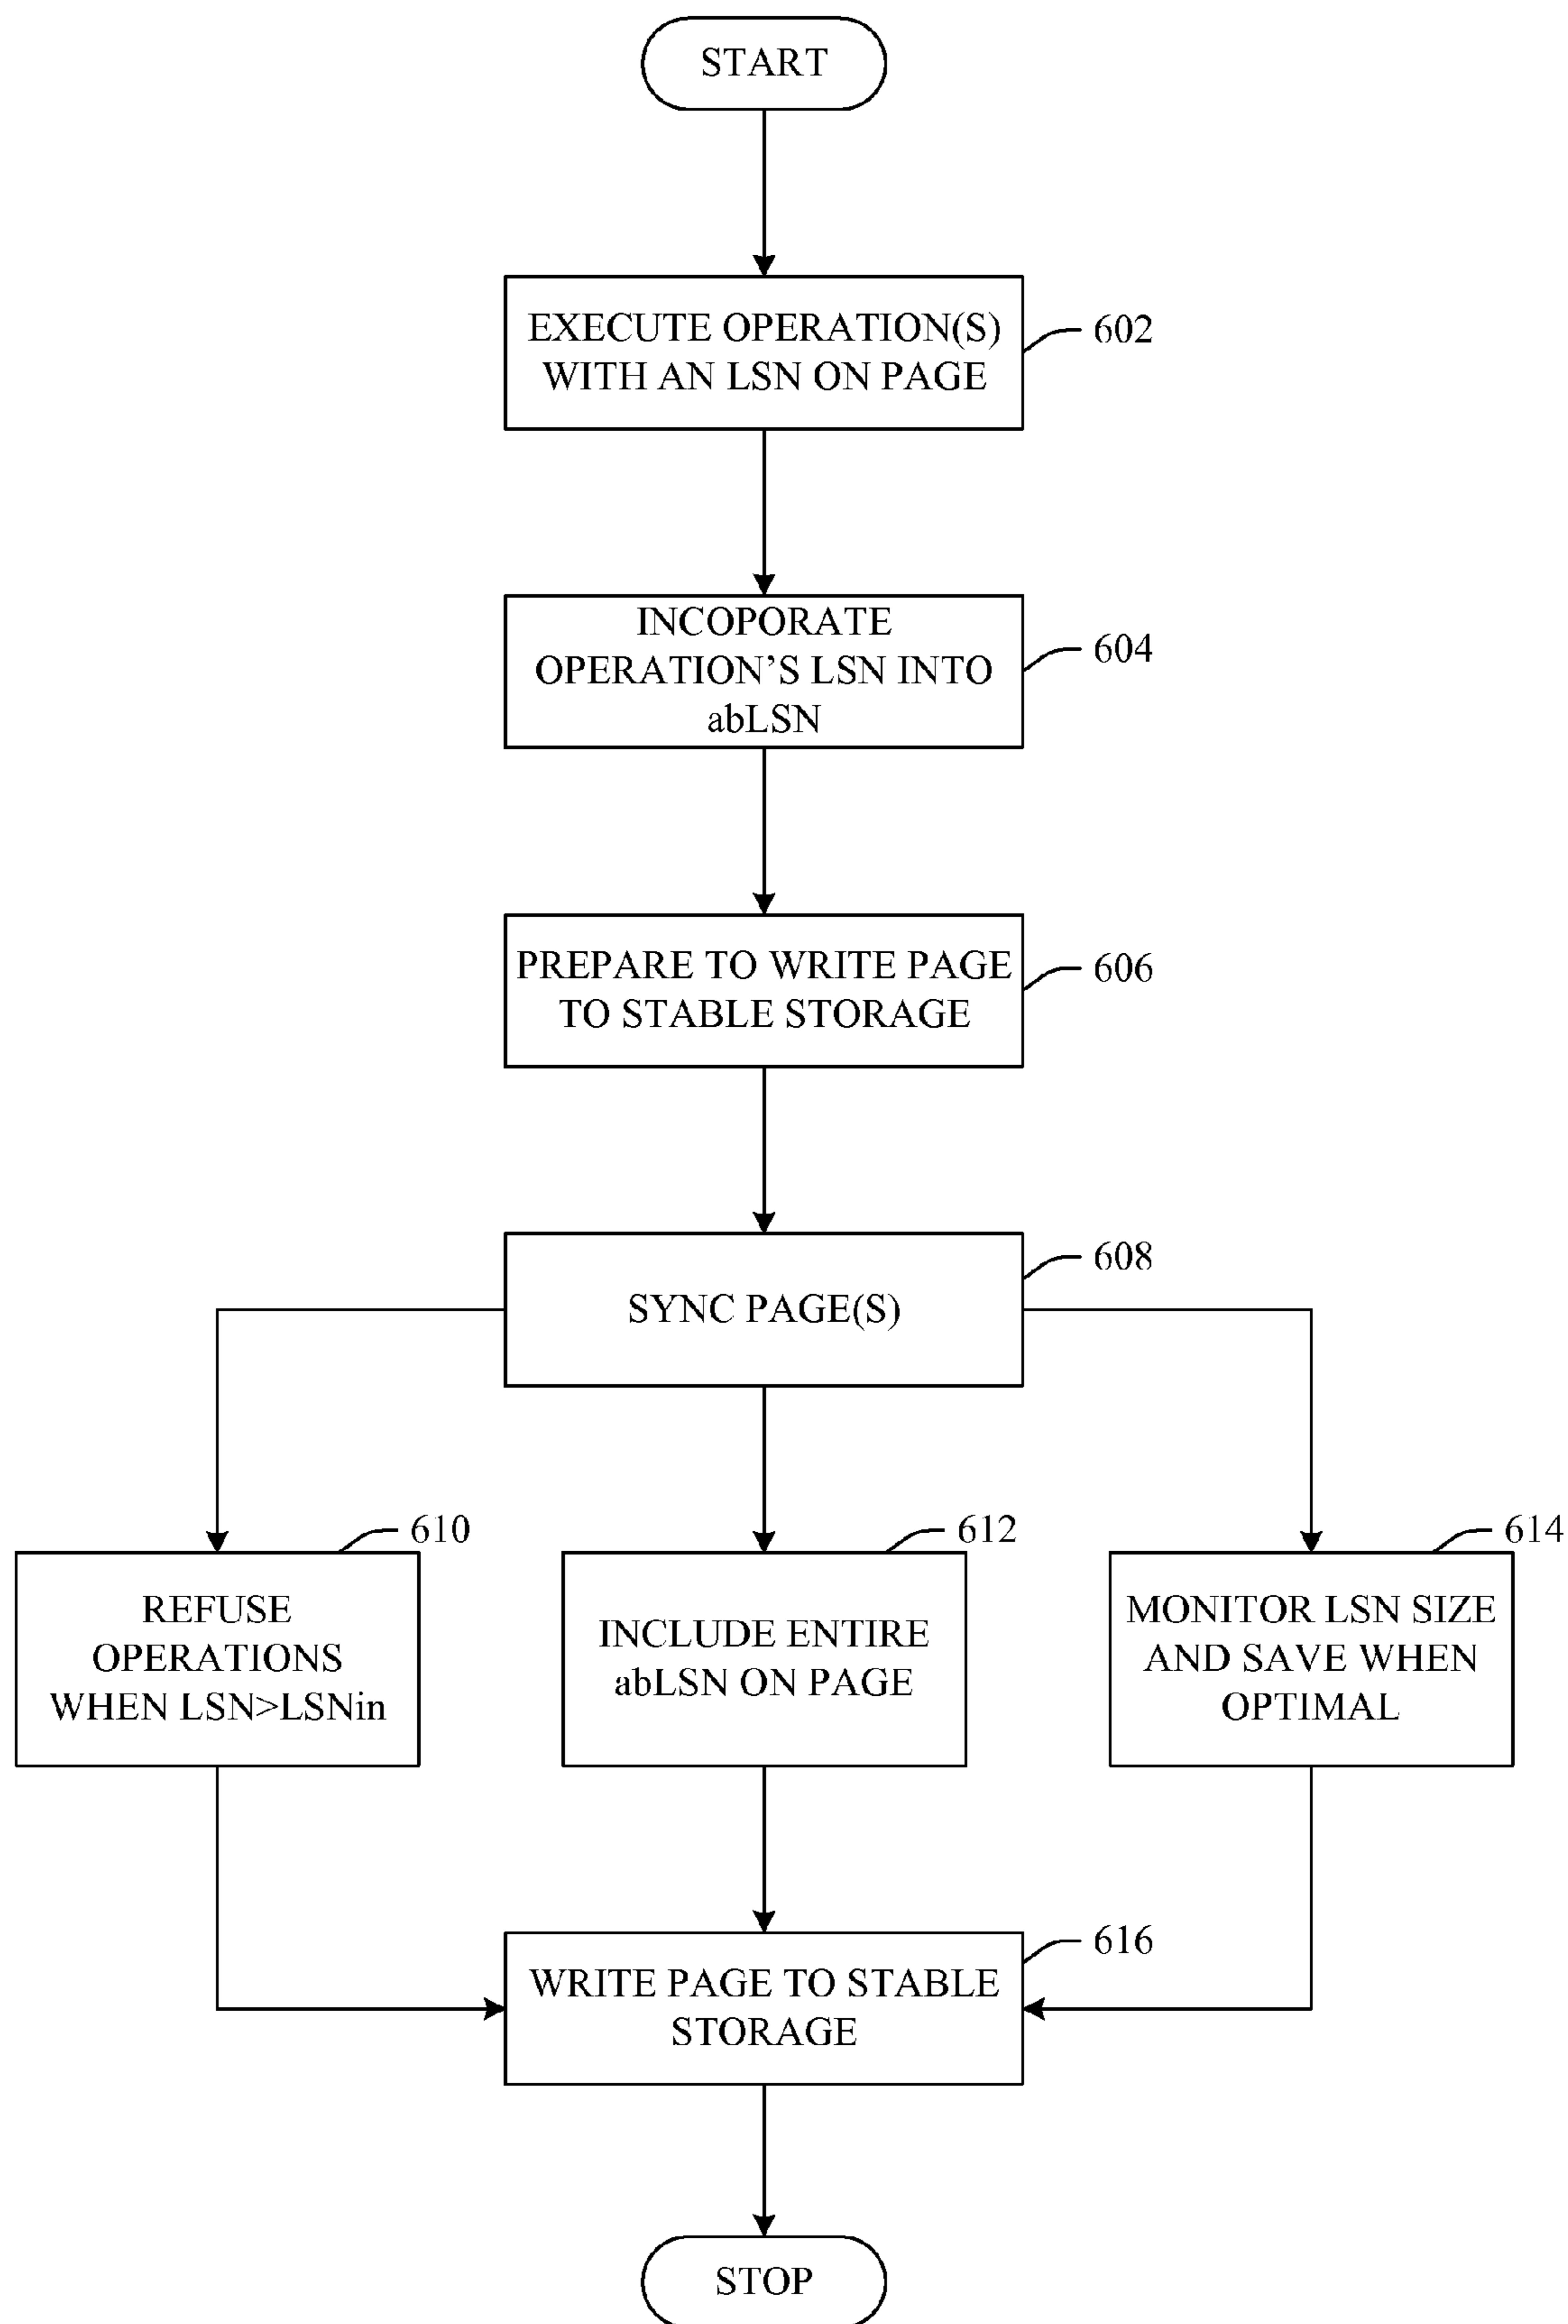 START
EXECUTE OPERATION(S)
WITH AN LSN ON PAGE
602
INCOPORATE
OPERATION'S LSN INTO
abLSN
604
PREPARE TO WRITE PAGE
TO STABLE STORAGE
606
SYNC PAGE(S)
608
REFUSE
OPERATIONS
WHEN LSN>LSNin
610
INCLUDE ENTIRE
abLSN ON PAGE
612
MONITOR LSN SIZE
AND SAVE WHEN
OPTIMAL
614
WRITE PAGE TO STABLE
STORAGE
616
STOP